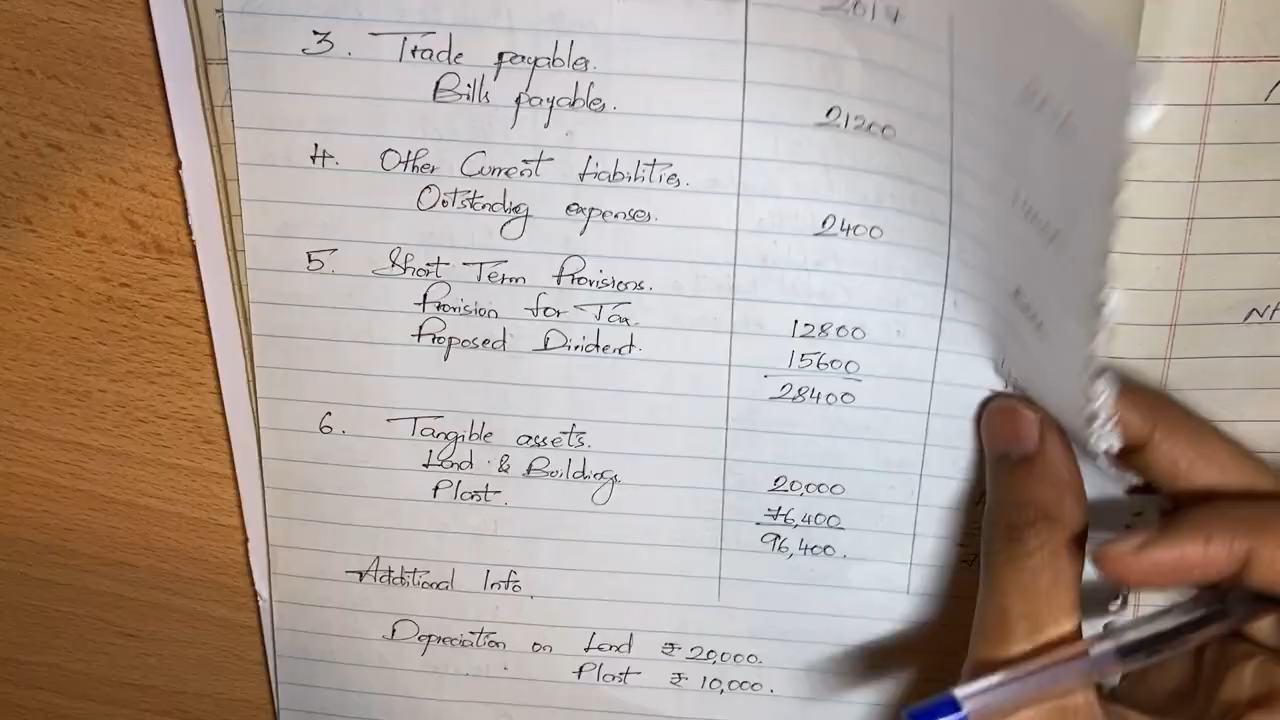 2017
3. Trade payables.
Bills payables.
21200
4. Other Current Liabilities.
Outstanding expenses.
2400
5. Short Term Provisions.
Provision for Tax. 12800
Proposed Dividend. 15600
28400
6. Tangible assets.
Land & Buildings 20,000
Plant. 76,400
96,400.
Additional Info.
Depreciation on Land ₹ 20,000.
Plant ₹ 10,000.